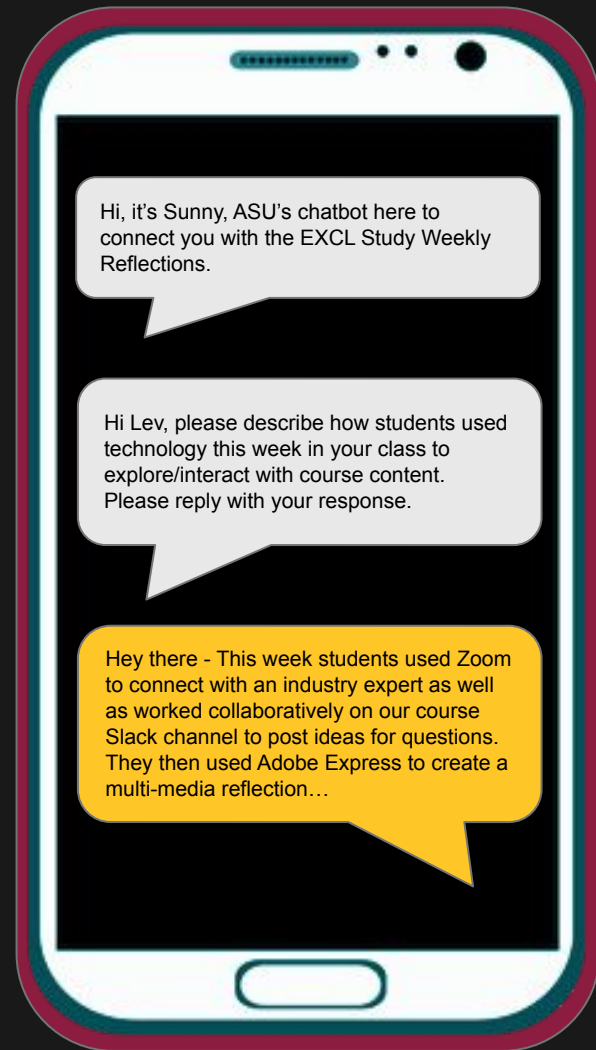 Hi, it’s Sunny, ASU’s chatbot here to
connect you with the EXCL Study Weekly
Reflections.
Hi Lev, please describe how students used
technology this week in your class to
explore/interact with course content.
Please reply with your response.
Hey there - This week students used Zoom
to connect with an industry expert as well
as worked collaboratively on our course
Slack channel to post ideas for questions.
They then used Adobe Express to create a
multi-media reflection…